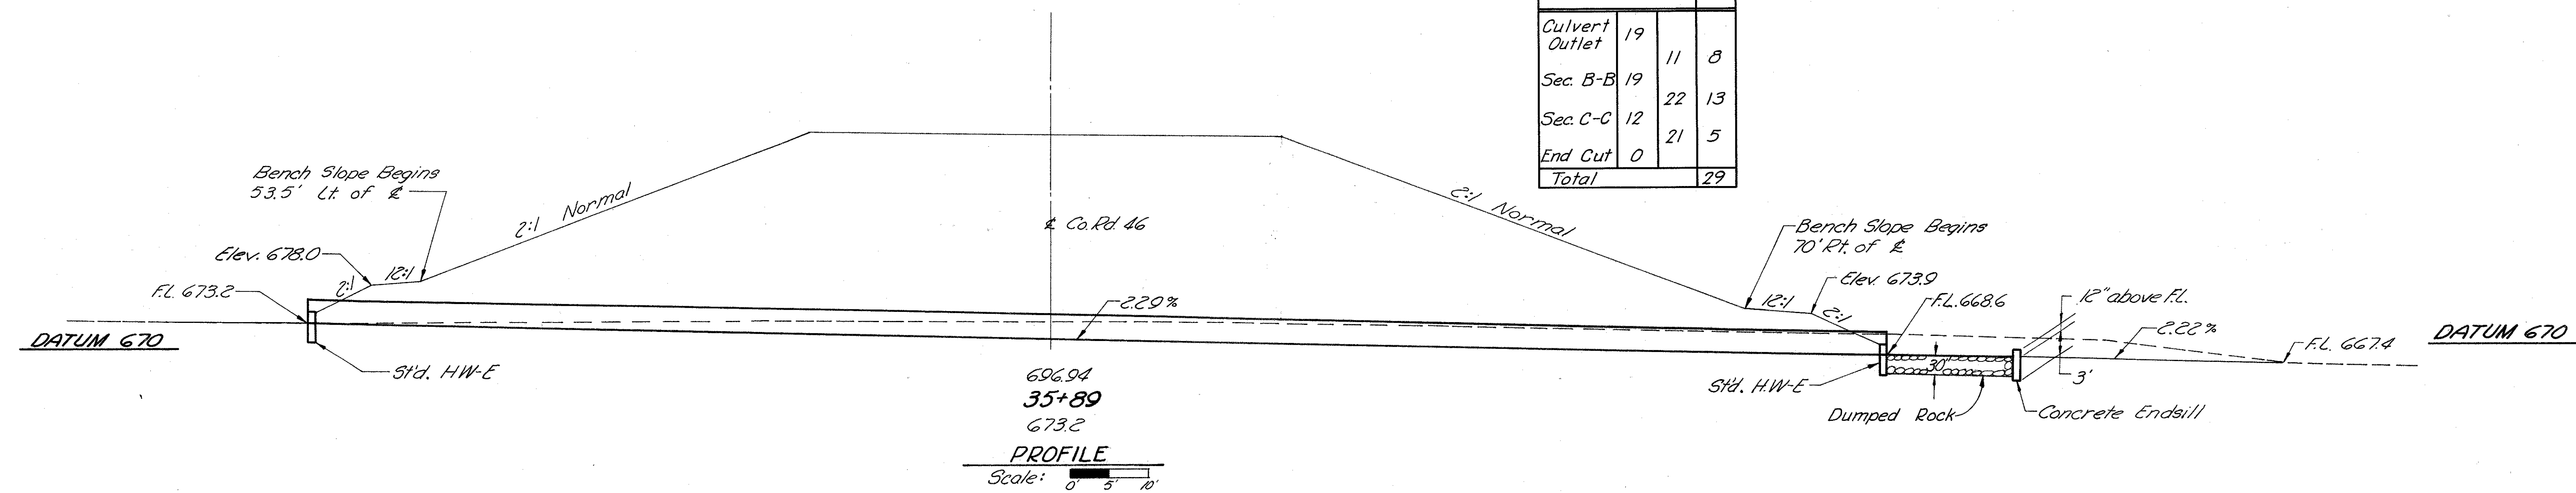 Culvert 19
Outlet
11 8
Sec. B-B 19
22 13
Sec. C-C 12
21 5
End Cut 0
Total 29
Bench Slope Begins
53.5' Lt. of ℄
2:1 Normal
Elev. 678.0
2:1
12:1
F.L. 673.2
DATUM 670
Std. HW-E
℄ Co. Rd. 46
2.29%
696.94
35+89
673.2
PROFILE
Scale:
0' 5' 10'
2:1 Normal
Bench Slope Begins
70' Rt. of ℄
Elev. 673.9
12:1
2:1
F.L. 668.6
12" above F.L.
2.22%
F.L. 667.4
DATUM 670
30"
3'
Std. H.W-E
Dumped Rock
Concrete Endsill